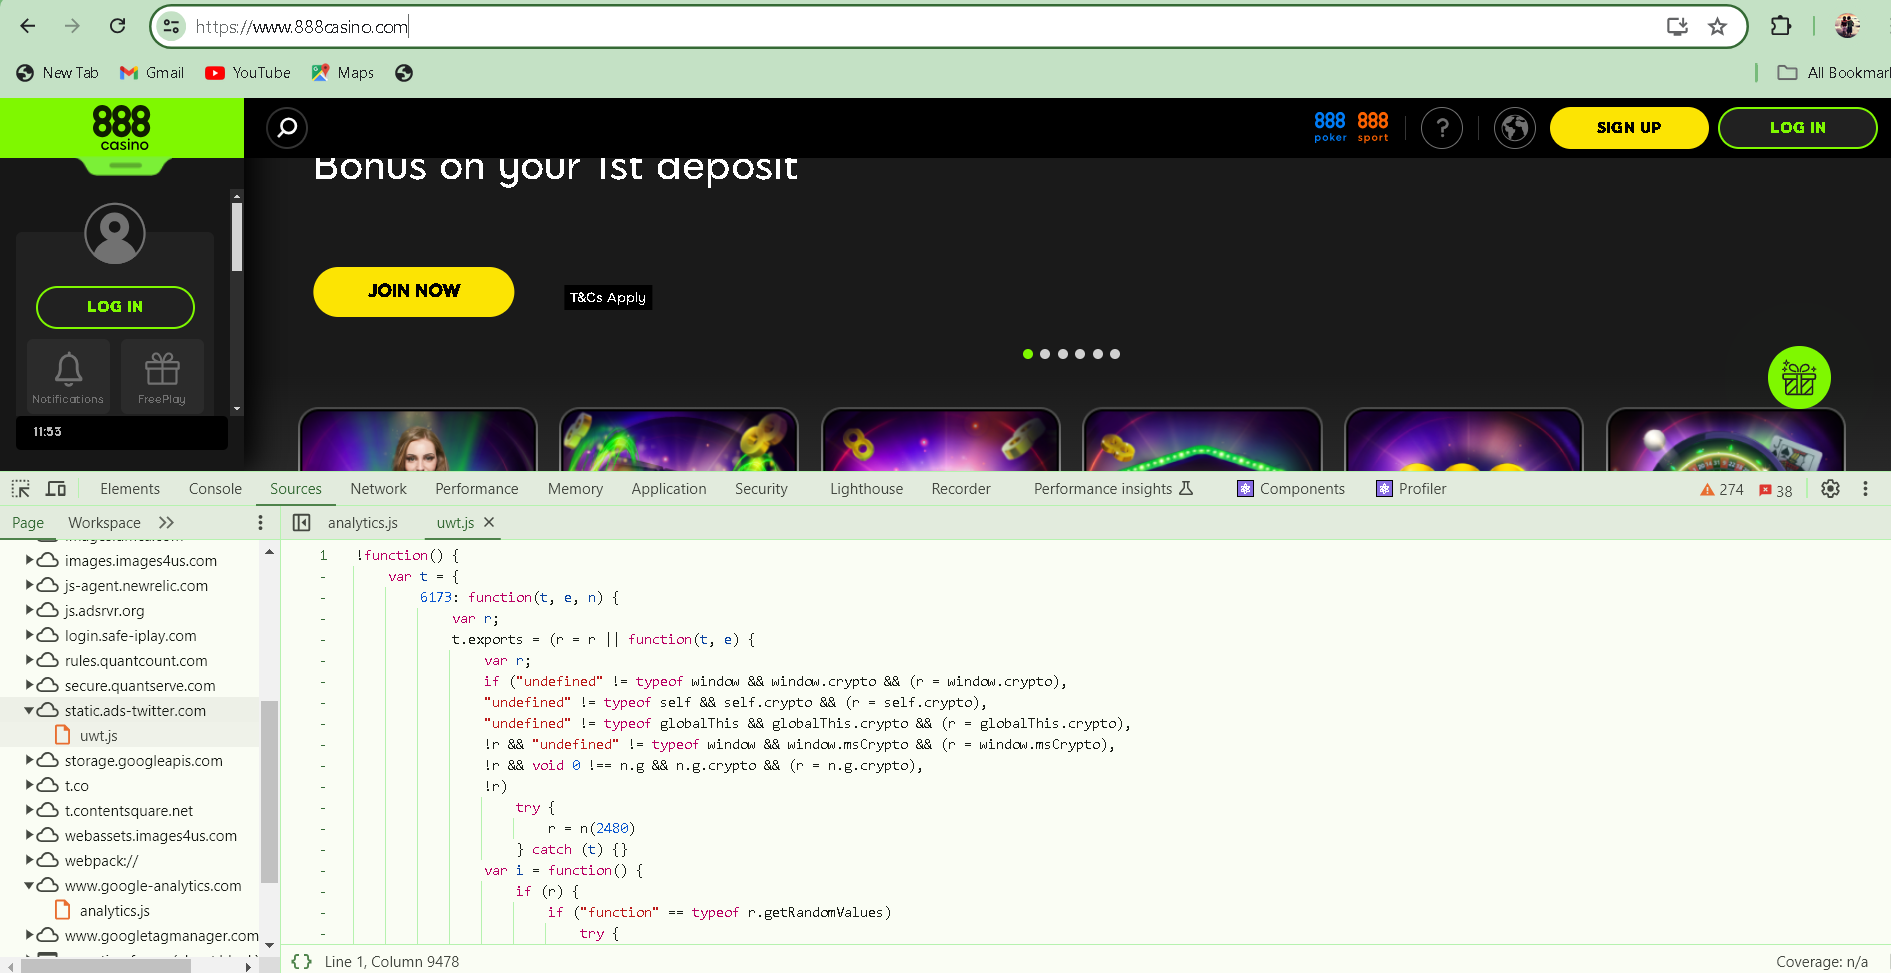 https://www.888casino.com
New Tab
Gmail
YouTube
Maps
All Bookmar
888
casino
888 poker
888 sport
?
SIGN UP
LOG IN
Bonus on your 1st deposit
LOG IN
JOIN NOW
T&Cs Apply
Notifications
FreePlay
11:53
Elements
Console
Sources
Network
Performance
Memory
Application
Security
Lighthouse
Recorder
Performance insights
Components
Profiler
274
38
Page
Workspace
analytics.js
uwt.js
images.images4us.com
js-agent.newrelic.com
js.adsrvr.org
login.safe-iplay.com
rules.quantcount.com
secure.quantserve.com
static.ads-twitter.com
uwt.js
storage.googleapis.com
t.co
t.contentsquare.net
webassets.images4us.com
webpack://
www.google-analytics.com
analytics.js
www.googletagmanager.com
1 !function() {
- var t = {
- 6173: function(t, e, n) {
- var r;
- t.exports = (r = r || function(t, e) {
- var r;
- if ("undefined" != typeof window && window.crypto && (r = window.crypto),
- "undefined" != typeof self && self.crypto && (r = self.crypto),
- "undefined" != typeof globalThis && globalThis.crypto && (r = globalThis.crypto),
- !r && "undefined" != typeof window && window.msCrypto && (r = window.msCrypto),
- !r && void 0 !== n.g && n.g.crypto && (r = n.g.crypto),
- !r)
- try {
- r = n(2480)
- } catch (t) {}
- var i = function() {
- if (r) {
- if ("function" == typeof r.getRandomValues)
- try {
{} Line 1, Column 9478
Coverage: n/a